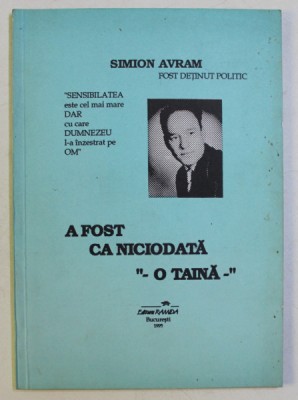 SIMION AVRAM
FOST DEȚINUT POLITIC
"SENSIBILATEA
este cel mai mare
DAR
cu care
DUMNEZEU
l-a înzestrat pe
OM"
A FOST
CA NICIODATĂ
"- O TAINĂ -"
Editura RAMIDA
București